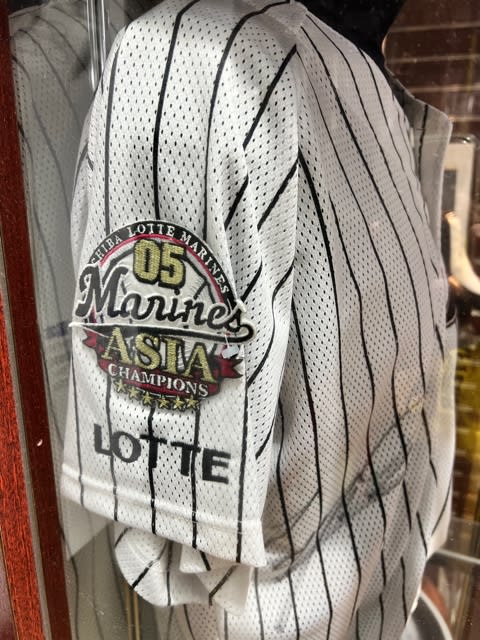 CHIBA LOTTE MARINES
05
Marines
ASIA
CHAMPIONS
LOTTE